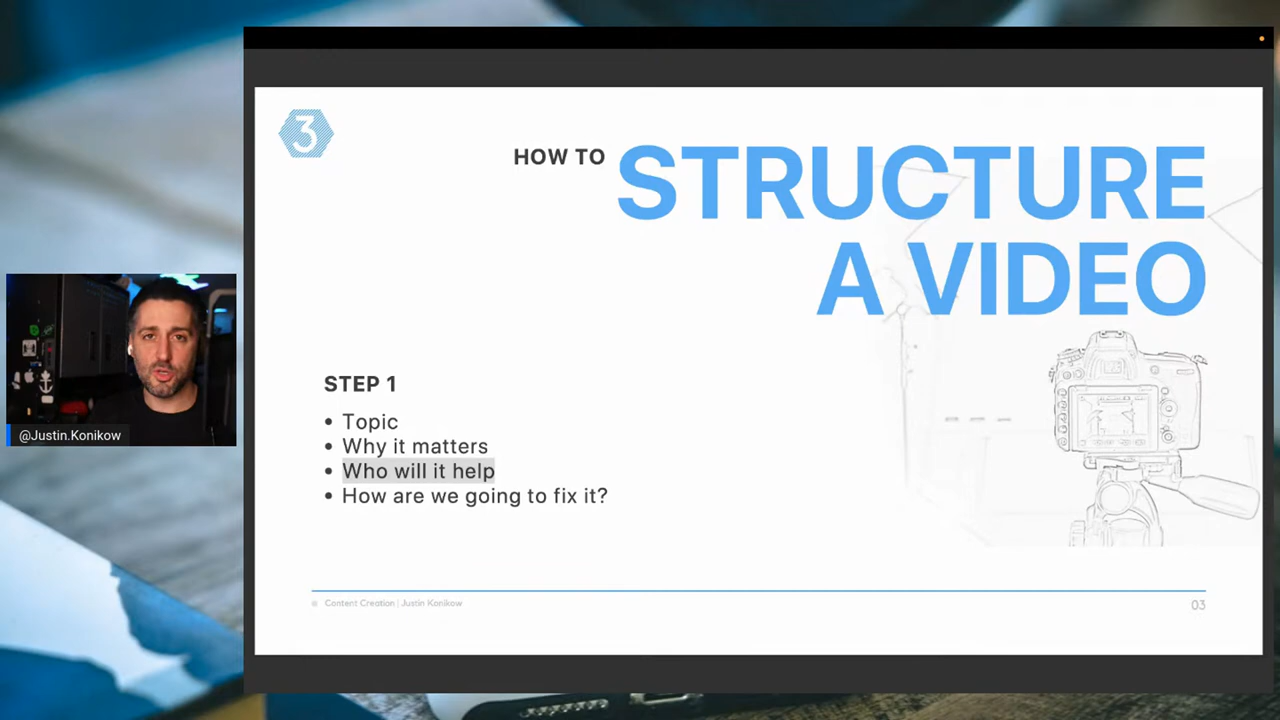 3
HOW TO
STRUCTURE
A VIDEO
STEP 1
• Topic
• Why it matters
• Who will it help
• How are we going to fix it?
@Justin.Konikow
Content Creation | Justin Konikow
03